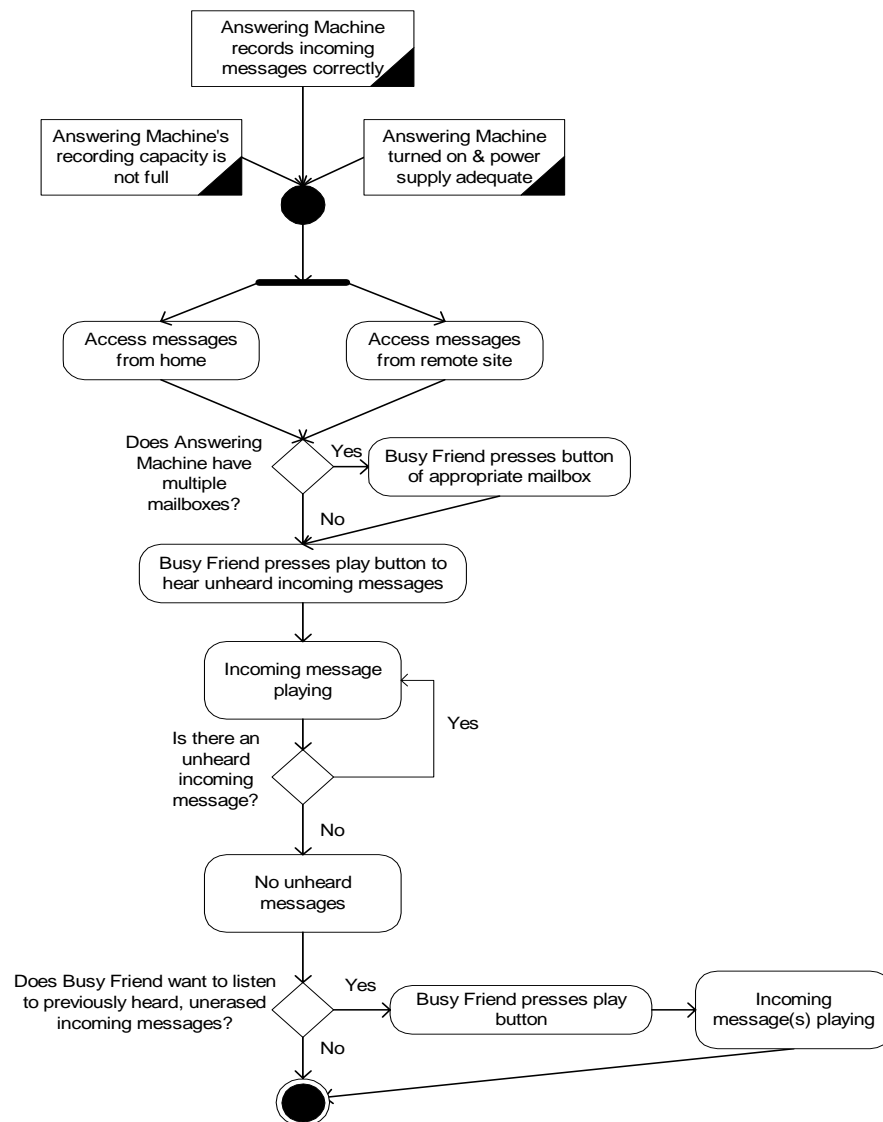 Answering Machine
records incoming
messages correctly
Answering Machine's
recording capacity is
not full
Answering Machine
turned on & power
supply adequate
Access messages
from home
Access messages
from remote site
Does Answering
Machine have
multiple
mailboxes?
Yes
Busy Friend presses button
of appropriate mailbox
No
Busy Friend presses play button to
hear unheard incoming messages
Incoming message
playing
Yes
Is there an
unheard
incoming
message?
No
No unheard
messages
Does Busy Friend want to listen
to previously heard, unerased
incoming messages?
Yes
Busy Friend presses play
button
Incoming
message(s) playing
No